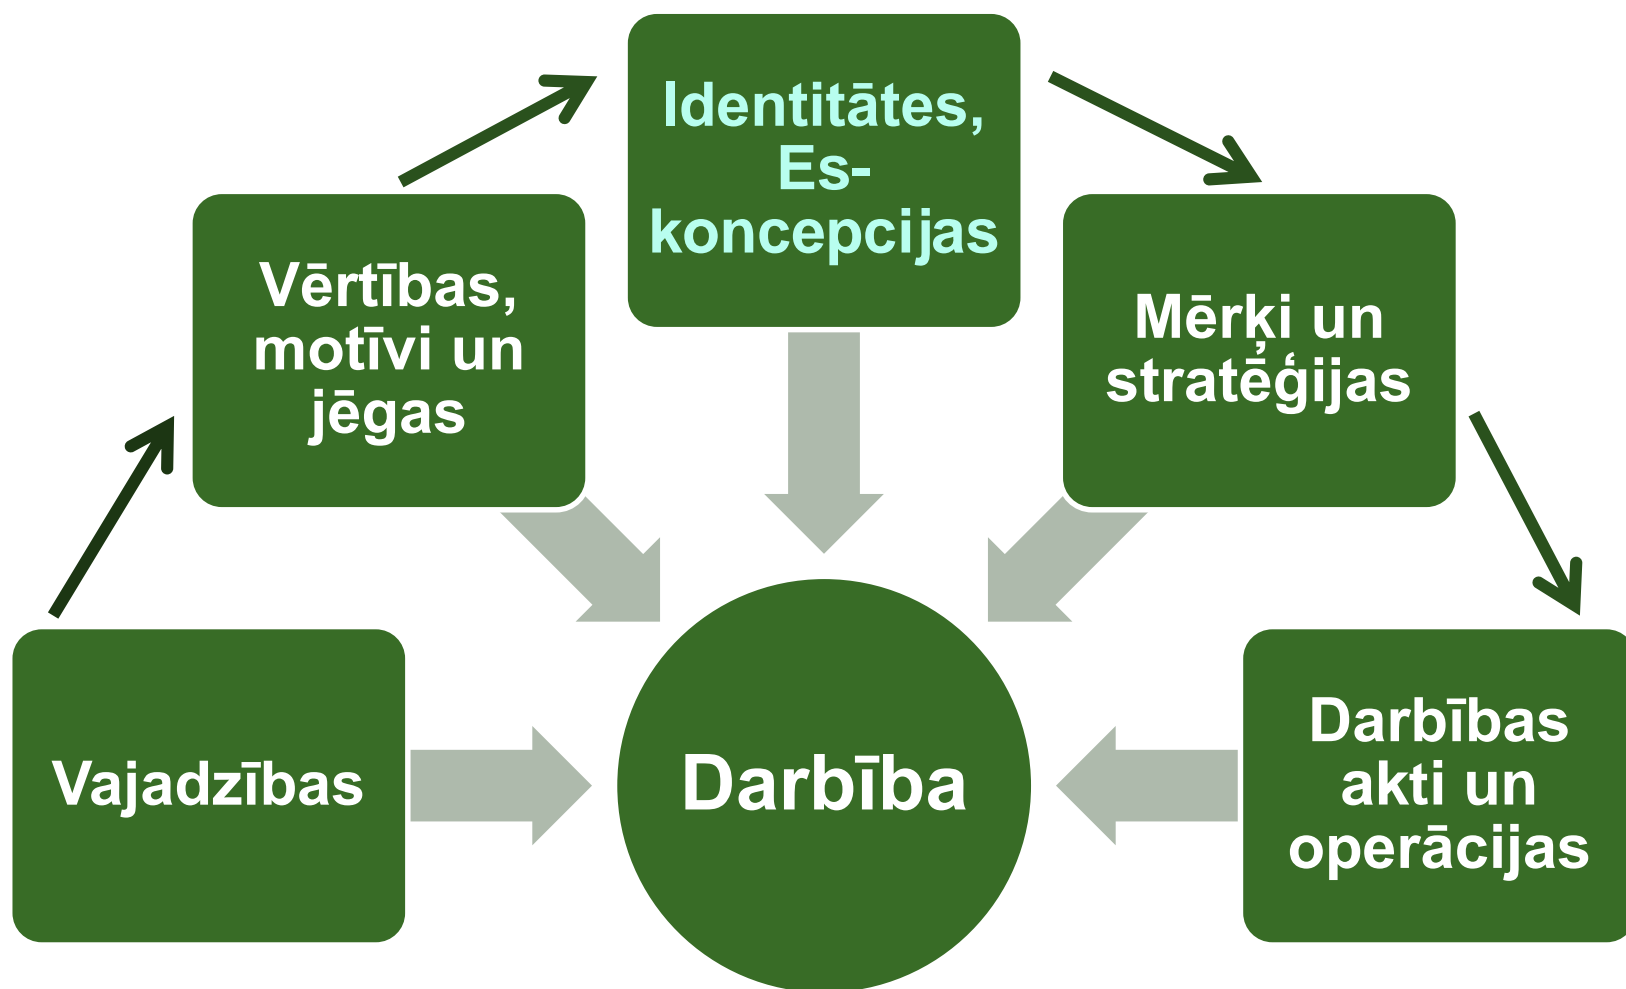 Identitātes,
Es-
koncepcijas
Vērtības,
motīvi un
jēgas
Mērķi un
stratēģijas
Vajadzības
Darbība
Darbības
akti un
operācijas